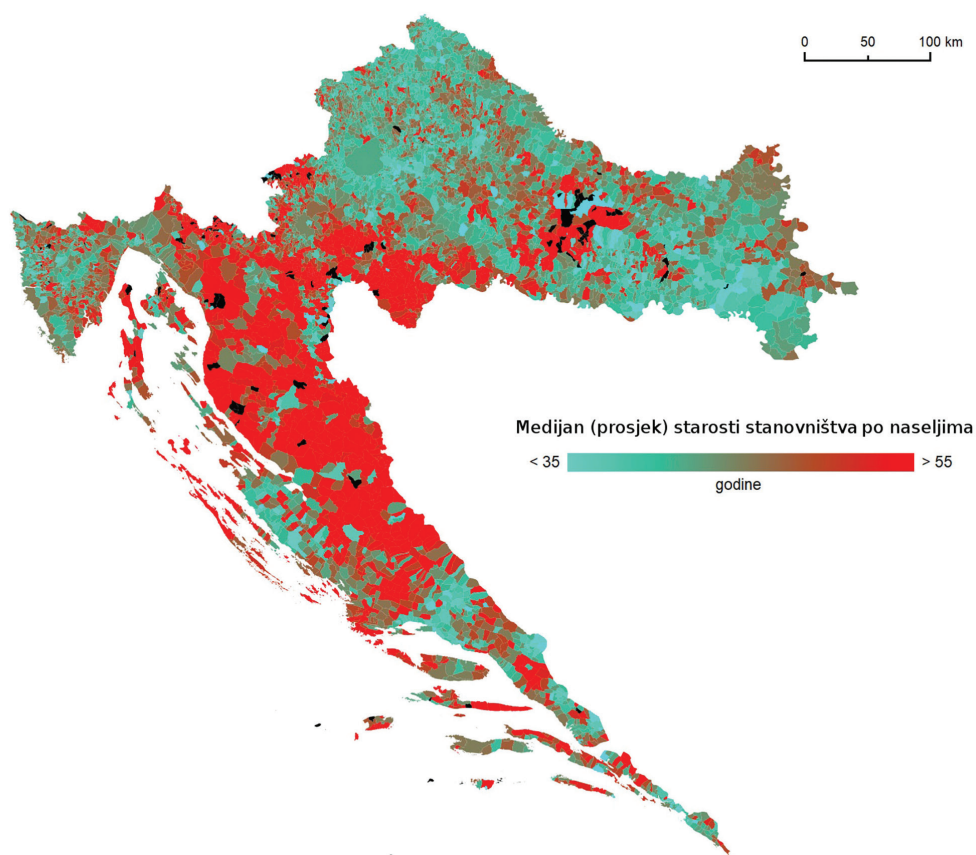 0 50 100 km
Medijan (prosjek) starosti stanovništva po naseljima
< 35 > 55
godine